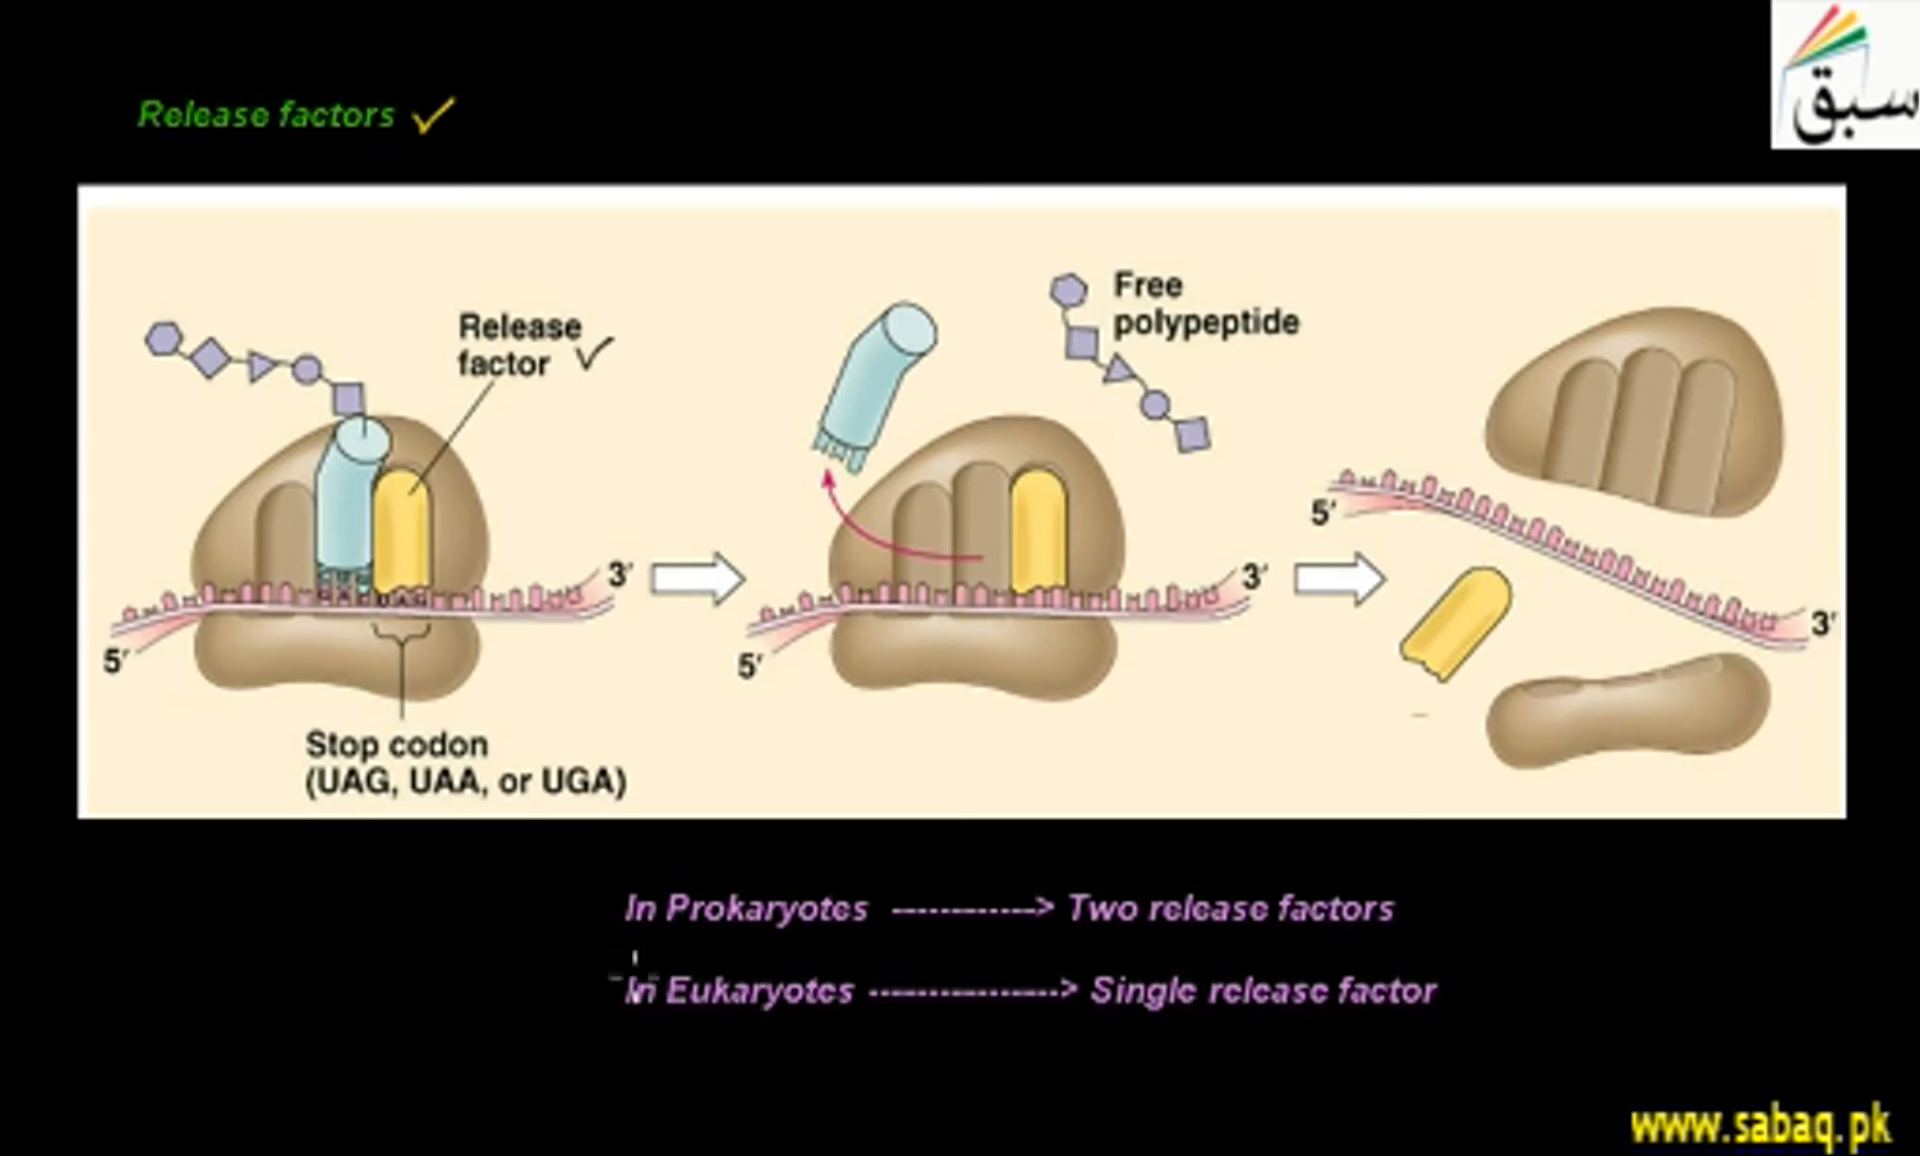 سبق
Release factors
Release
factor
Free
polypeptide
3'
5'
3'
5'
5'
3'
Stop codon
(UAG, UAA, or UGA)
In Prokaryotes ------------> Two release factors
In Eukaryotes ----------------> Single release factor
www.sabaq.pk